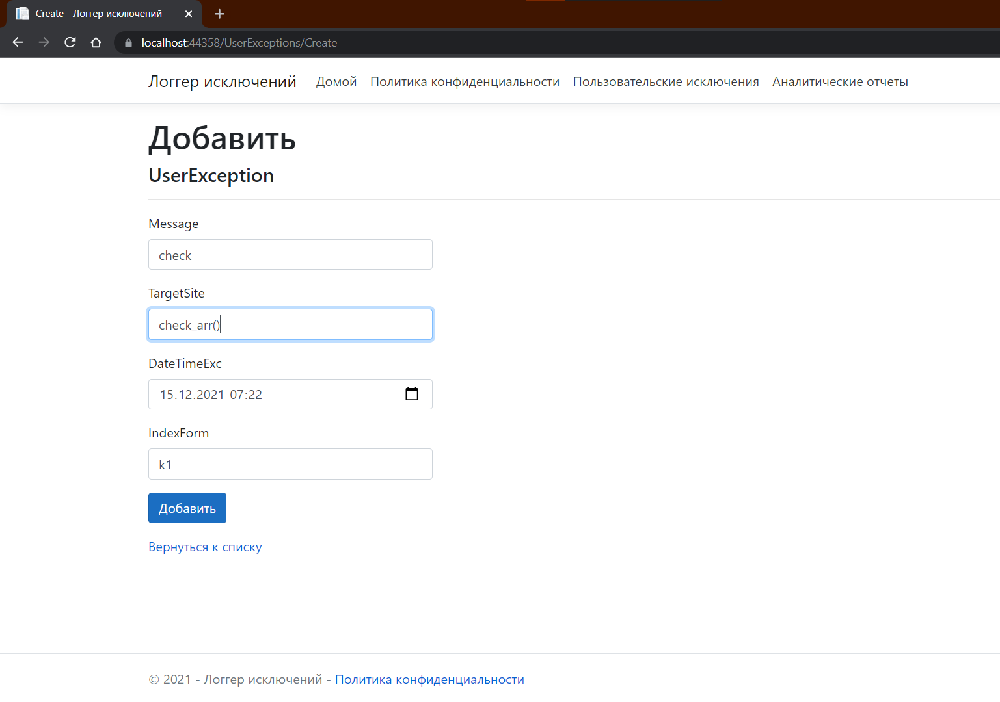 Create - Логгер исключений
localhost:44358/UserExceptions/Create
Логгер исключений Домой Политика конфиденциальности Пользовательские исключения Аналитические отчеты
Добавить
UserException
Message
check
TargetSite
check_arr()
DateTimeExc
15.12.2021 07:22
IndexForm
k1
Добавить
Вернуться к списку
© 2021 - Логгер исключений - Политика конфиденциальности